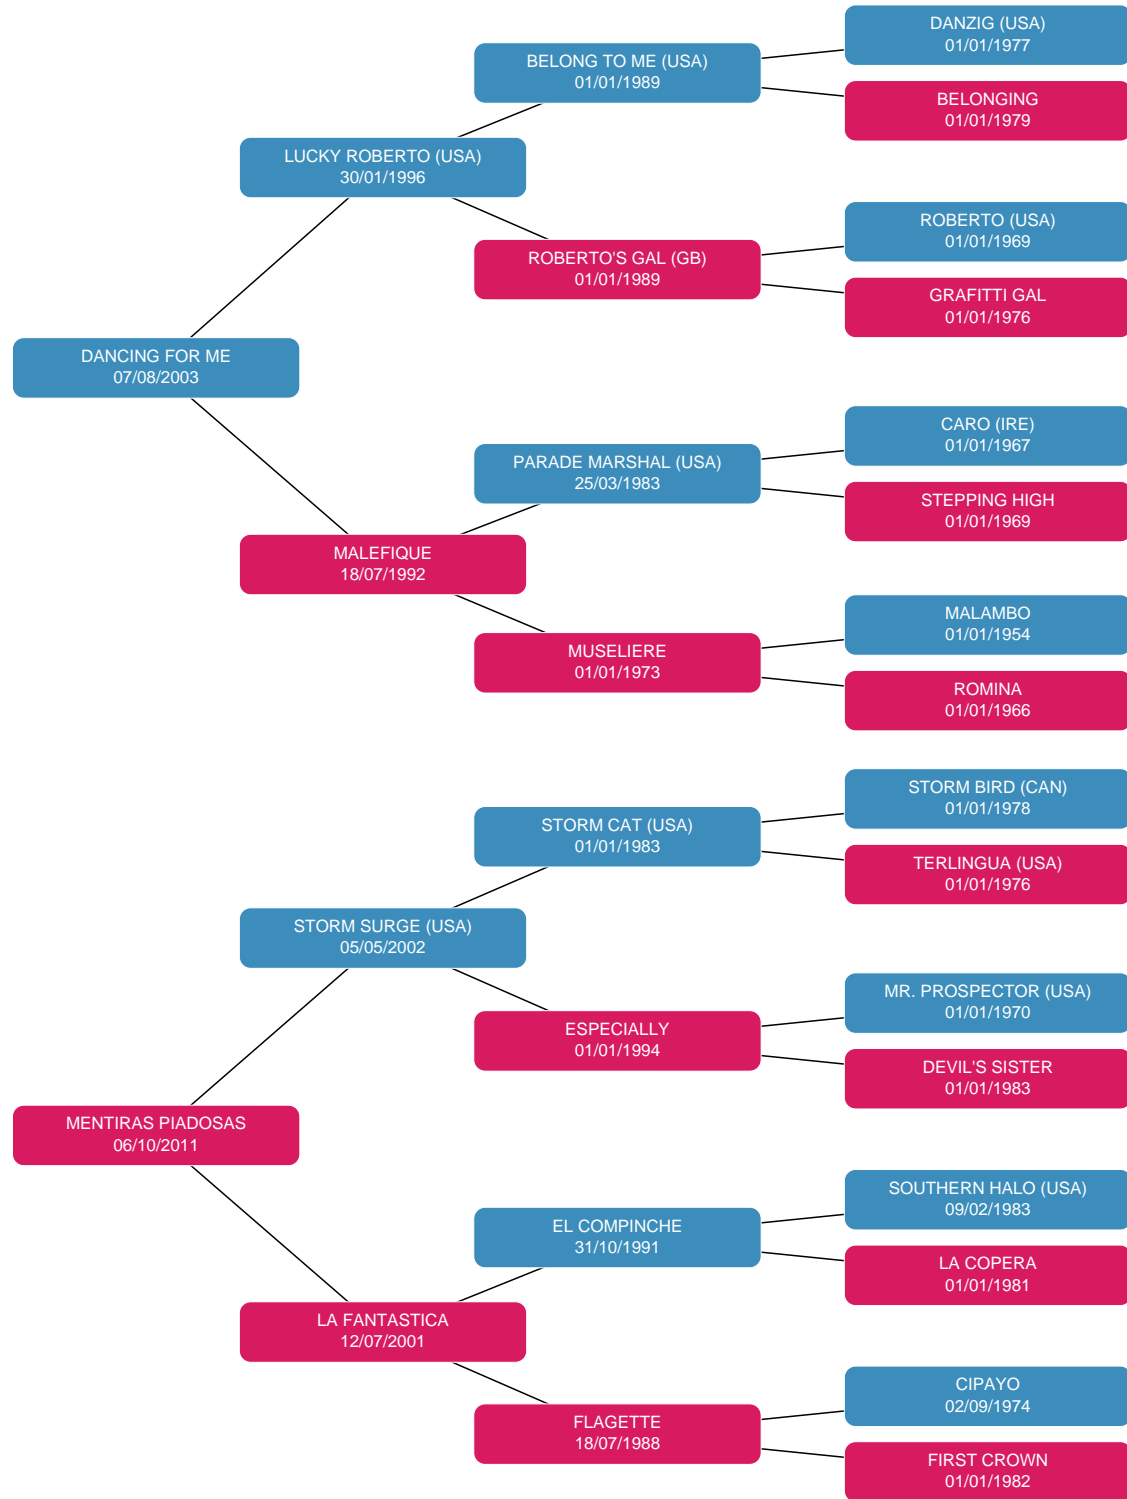 DANZIG (USA)
01/01/1977
BELONG TO ME (USA)
01/01/1989
BELONGING
01/01/1979
LUCKY ROBERTO (USA)
30/01/1996
ROBERTO (USA)
01/01/1969
ROBERTO'S GAL (GB)
01/01/1989
GRAFITTI GAL
01/01/1976
DANCING FOR ME
07/08/2003
CARO (IRE)
01/01/1967
PARADE MARSHAL (USA)
25/03/1983
STEPPING HIGH
01/01/1969
MALEFIQUE
18/07/1992
MALAMBO
01/01/1954
MUSELIERE
01/01/1973
ROMINA
01/01/1966
STORM BIRD (CAN)
01/01/1978
STORM CAT (USA)
01/01/1983
TERLINGUA (USA)
01/01/1976
STORM SURGE (USA)
05/05/2002
MR. PROSPECTOR (USA)
01/01/1970
ESPECIALLY
01/01/1994
DEVIL'S SISTER
01/01/1983
MENTIRAS PIADOSAS
06/10/2011
SOUTHERN HALO (USA)
09/02/1983
EL COMPINCHE
31/10/1991
LA COPERA
01/01/1981
LA FANTASTICA
12/07/2001
CIPAYO
02/09/1974
FLAGETTE
18/07/1988
FIRST CROWN
01/01/1982